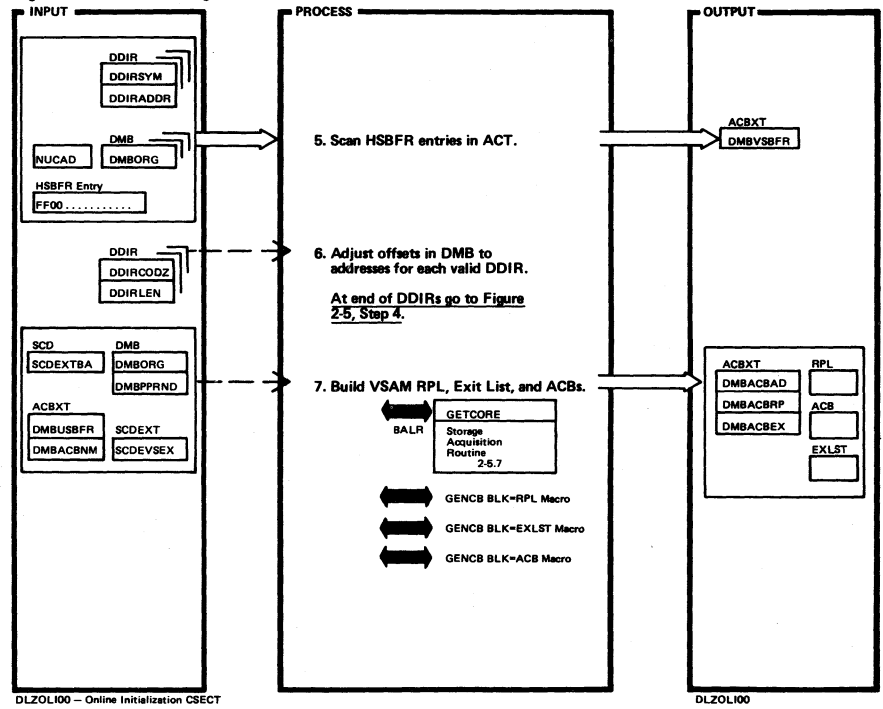 INPUT
DDIR
DDIRSYM
DDIRADDR
DMB
NUCAD
DMBORG
HSBFR Entry
FF00...........
DDIR
DDIRCODZ
DDIRLEN
SCD
DMB
SCDEXTBA
DMBORG
DMBPPRND
ACBXT
DMBUSBFR
SCDEXT
DMBACBNM
SCDEVSEX
DLZOLI00 – Online Initialization CSECT
PROCESS
5. Scan HSBFR entries in ACT.
6. Adjust offsets in DMB to
addresses for each valid DDIR.
At end of DDIRs go to Figure
2-5, Step 4.
7. Build VSAM RPL, Exit List, and ACBs.
BALR
GETCORE
Storage
Acquisition
Routine
2-5.7
GENCB BLK=RPL Macro
GENCB BLK=EXLST Macro
GENCB BLK=ACB Macro
OUTPUT
ACBXT
DMBVSBFR
ACBXT
RPL
DMBACBAD
DMBACBRP
ACB
DMBACBEX
EXLST
DLZOLI00